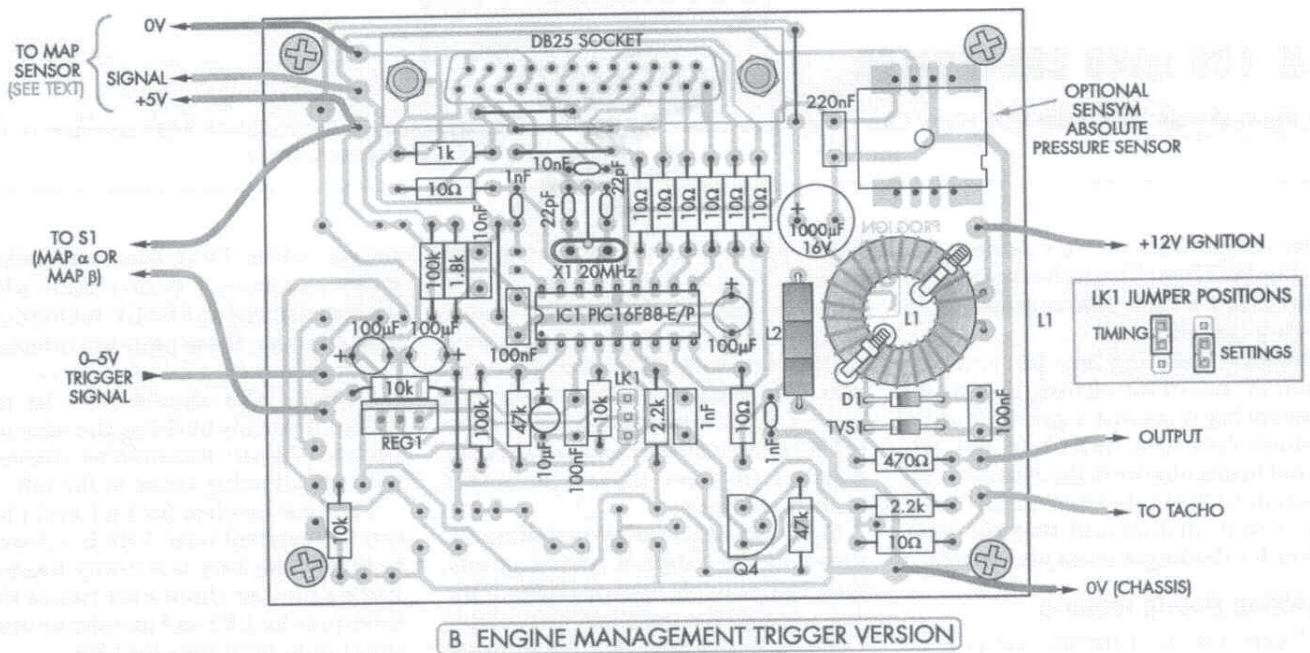 0V
TO MAP
SENSOR
(SEE TEXT)
SIGNAL
+5V
DB25 SOCKET
220nF
OPTIONAL
SENSYM
ABSOLUTE
PRESSURE SENSOR
1k
10nF
1nF
22pF
22pF
10Ω
10Ω
10Ω
10Ω
10Ω
10Ω
10Ω
1000µF
16V
PROG IGN
TO S1
(MAP α OR
MAP β)
10nF
100k
1.8k
X1 20MHz
+12V IGNITION
IC1 PIC16F88-E/P
100µF
100µF
100nF
100µF
L2
L1
L1
LK1 JUMPER POSITIONS
TIMING
SETTINGS
0–5V
TRIGGER
SIGNAL
10k
REG1
100k
47k
10µF
100nF
10k
LK1
2.2k
1nF
10Ω
1nF
D1
TVS1
100nF
470Ω
OUTPUT
2.2k
TO TACHO
10k
Q4
47k
10Ω
0V (CHASSIS)
B ENGINE MANAGEMENT TRIGGER VERSION